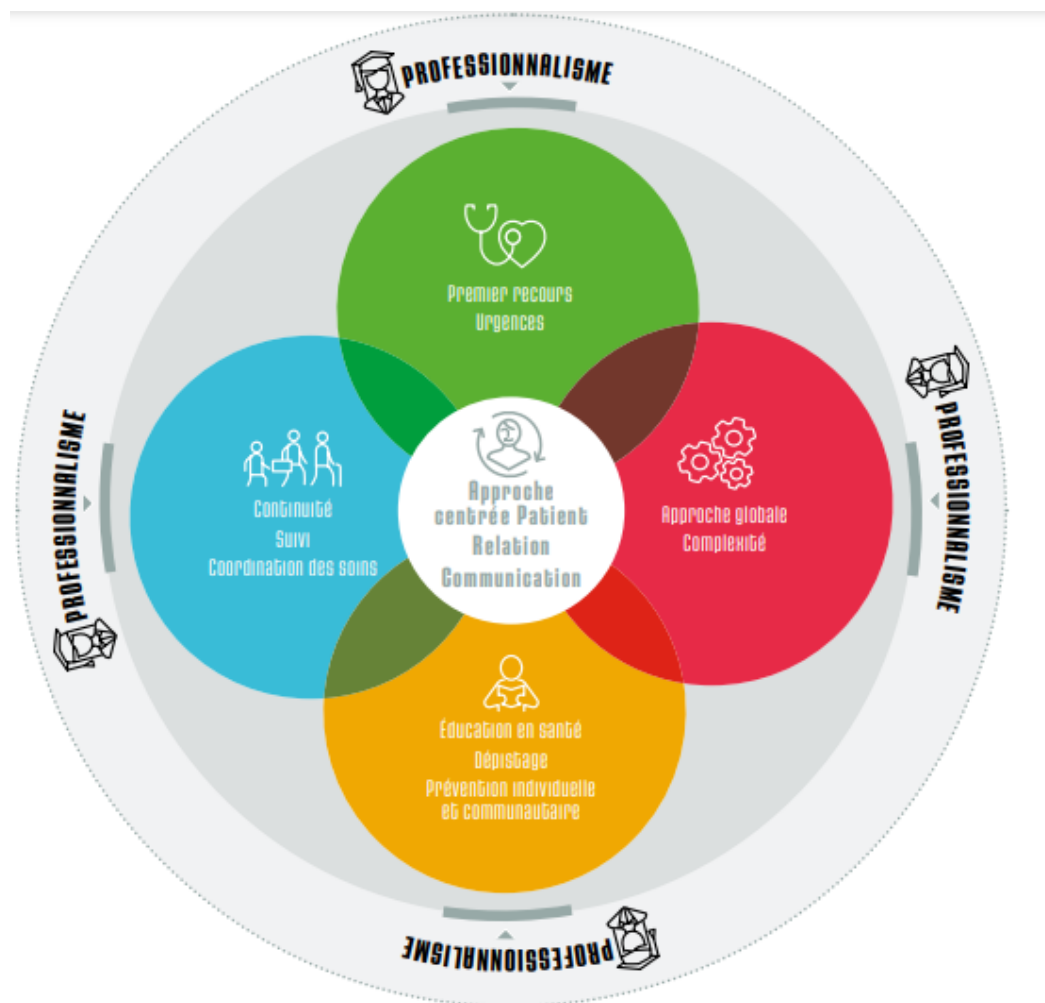 PROFESSIONNALISME
Premier recours
Urgences
PROFESSIONNALISME
Continuité
Suivi
Coordination des soins
Approche
centrée Patient
Relation
Communication
Approche globale
Complexité
PROFESSIONNALISME
Éducation en santé
Dépistage
Prévention individuelle
et communautaire
PROFESSIONNALISME